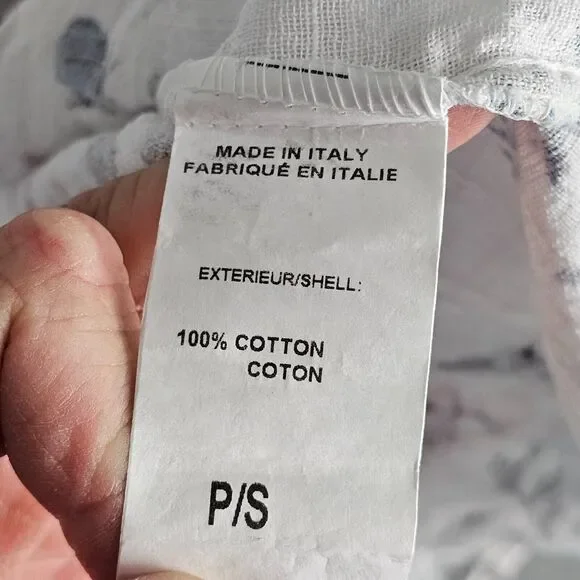 MADE IN ITALY
FABRIQUÉ EN ITALIE
EXTERIEUR/SHELL:
100% COTTON
COTON
P/S